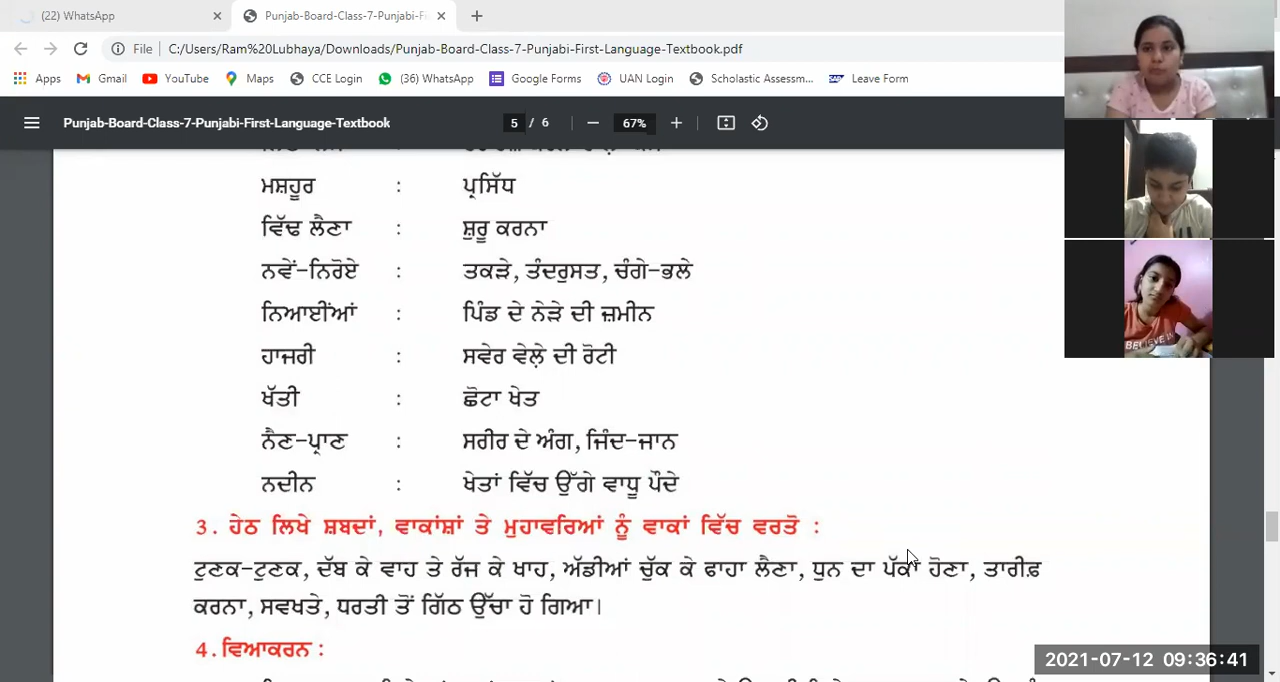 (22) WhatsApp
Punjab-Board-Class-7-Punjabi-Fi
File C:/Users/Ram%20Lubhaya/Downloads/Punjab-Board-Class-7-Punjabi-First-Language-Textbook.pdf
Apps Gmail YouTube Maps CCE Login (36) WhatsApp Google Forms UAN Login Scholastic Assessm... Leave Form
Punjab-Board-Class-7-Punjabi-First-Language-Textbook 5 / 6 67%
ਮਸ਼ਹੂਰ : ਪ੍ਰਸਿੱਧ
ਵਿੱਢ ਲੈਣਾ : ਸ਼ੁਰੂ ਕਰਨਾ
ਨਵੇਂ-ਨਿਰੋਏ : ਤਕੜੇ, ਤੰਦਰੁਸਤ, ਚੰਗੇ-ਭਲੇ
ਨਿਆਈਂਆਂ : ਪਿੰਡ ਦੇ ਨੇੜੇ ਦੀ ਜ਼ਮੀਨ
ਹਾਜਰੀ : ਸਵੇਰ ਵੇਲ਼ੇ ਦੀ ਰੋਟੀ
ਖੱਤੀ : ਛੋਟਾ ਖੇਤ
ਨੈਣ-ਪ੍ਰਾਣ : ਸਰੀਰ ਦੇ ਅੰਗ, ਜਿੰਦ-ਜਾਨ
ਨਦੀਨ : ਖੇਤਾਂ ਵਿੱਚ ਉੱਗੇ ਵਾਧੂ ਪੌਦੇ
3. ਹੇਠ ਲਿਖੇ ਸ਼ਬਦਾਂ, ਵਾਕਾਂਸ਼ਾਂ ਤੇ ਮੁਹਾਵਰਿਆਂ ਨੂੰ ਵਾਕਾਂ ਵਿੱਚ ਵਰਤੋ :
ਟੁਣਕ-ਟੁਣਕ, ਦੱਬ ਕੇ ਵਾਹ ਤੇ ਰੱਜ ਕੇ ਖਾਹ, ਅੱਡੀਆਂ ਚੁੱਕ ਕੇ ਫਾਹਾ ਲੈਣਾ, ਧੁਨ ਦਾ ਪੱਕਾ ਹੋਣਾ, ਤਾਰੀਫ਼
ਕਰਨਾ, ਸਵਖਤੇ, ਧਰਤੀ ਤੋਂ ਗਿੱਠ ਉੱਚਾ ਹੋ ਗਿਆ।
4. ਵਿਆਕਰਨ :
BELIEVE IN
2021-07-12 09:36:41